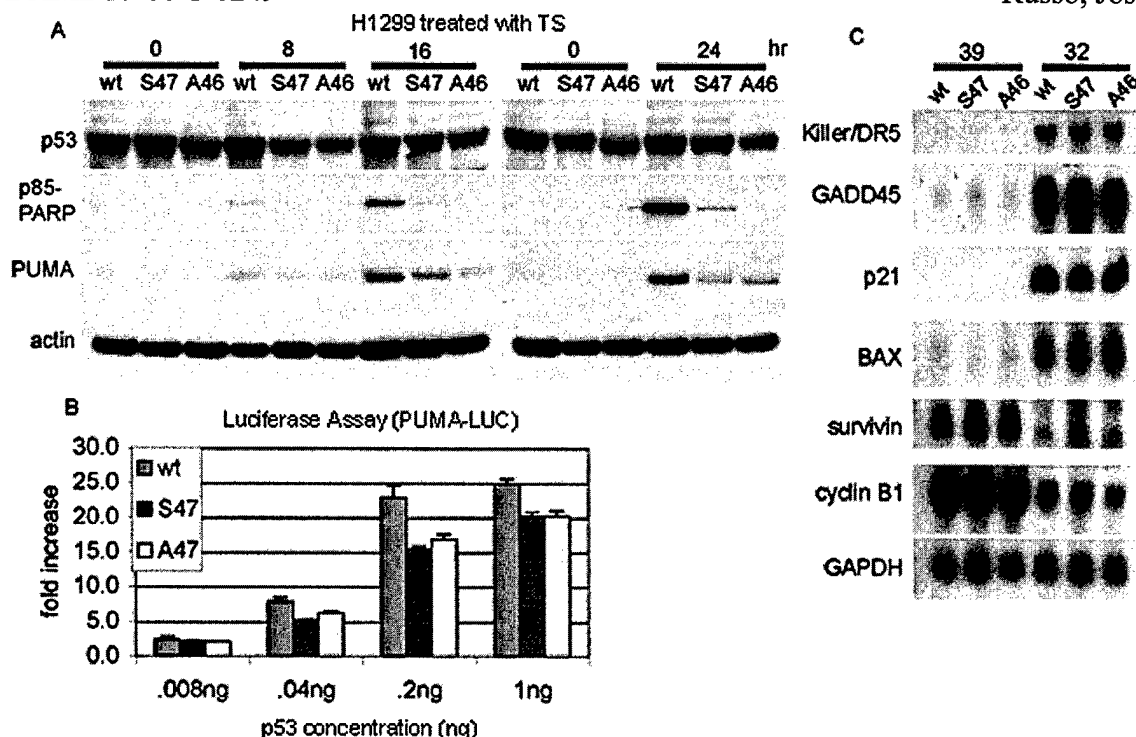 A
H1299 treated with TS
0 8 16 0 24 hr
wt S47 A46 wt S47 A46 wt S47 A46 wt S47 A46 wt S47 A46
p53
p85-
PARP
PUMA
actin
B
Luciferase Assay (PUMA-LUC)
30.0
25.0
20.0
15.0
10.0
5.0
0.0
fold increase
wt
S47
A47
.008ng .04ng .2ng 1ng
p53 concentration (ng)
C
39 32
wt S47 A46 wt S47 A46
Killer/DR5
GADD45
p21
BAX
survivin
cyclin B1
GAPDH